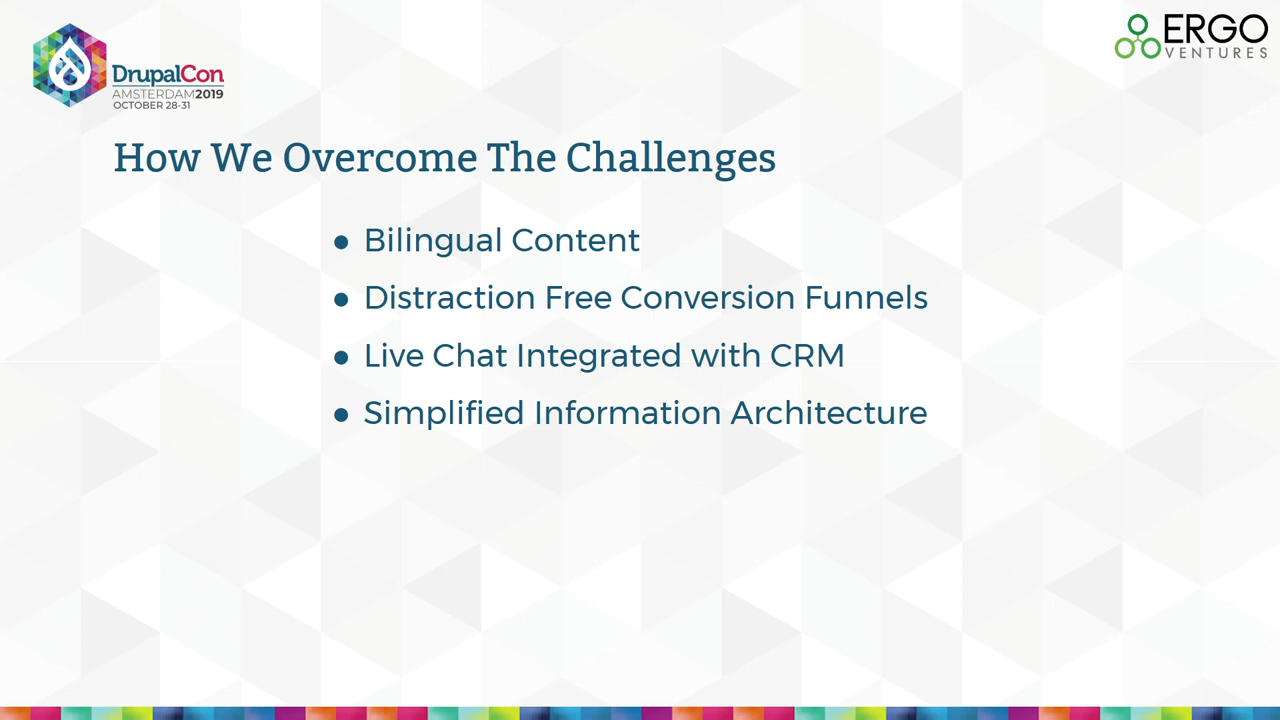 DrupalCon
AMSTERDAM2019
OCTOBER 28-31
ERGO
VENTURES
How We Overcome The Challenges
● Bilingual Content
● Distraction Free Conversion Funnels
● Live Chat Integrated with CRM
● Simplified Information Architecture